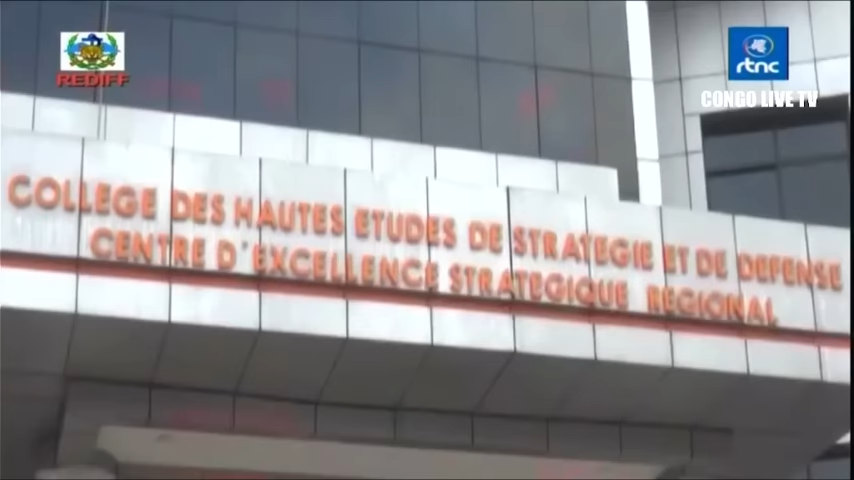 REDIFF
rtnc
CONGO LIVE TV
COLLEGE DES HAUTES ETUDES DE STRATEGIE ET DE DEFENSE
CENTRE D'EXCELLENCE STRATEGIQUE REGIONAL